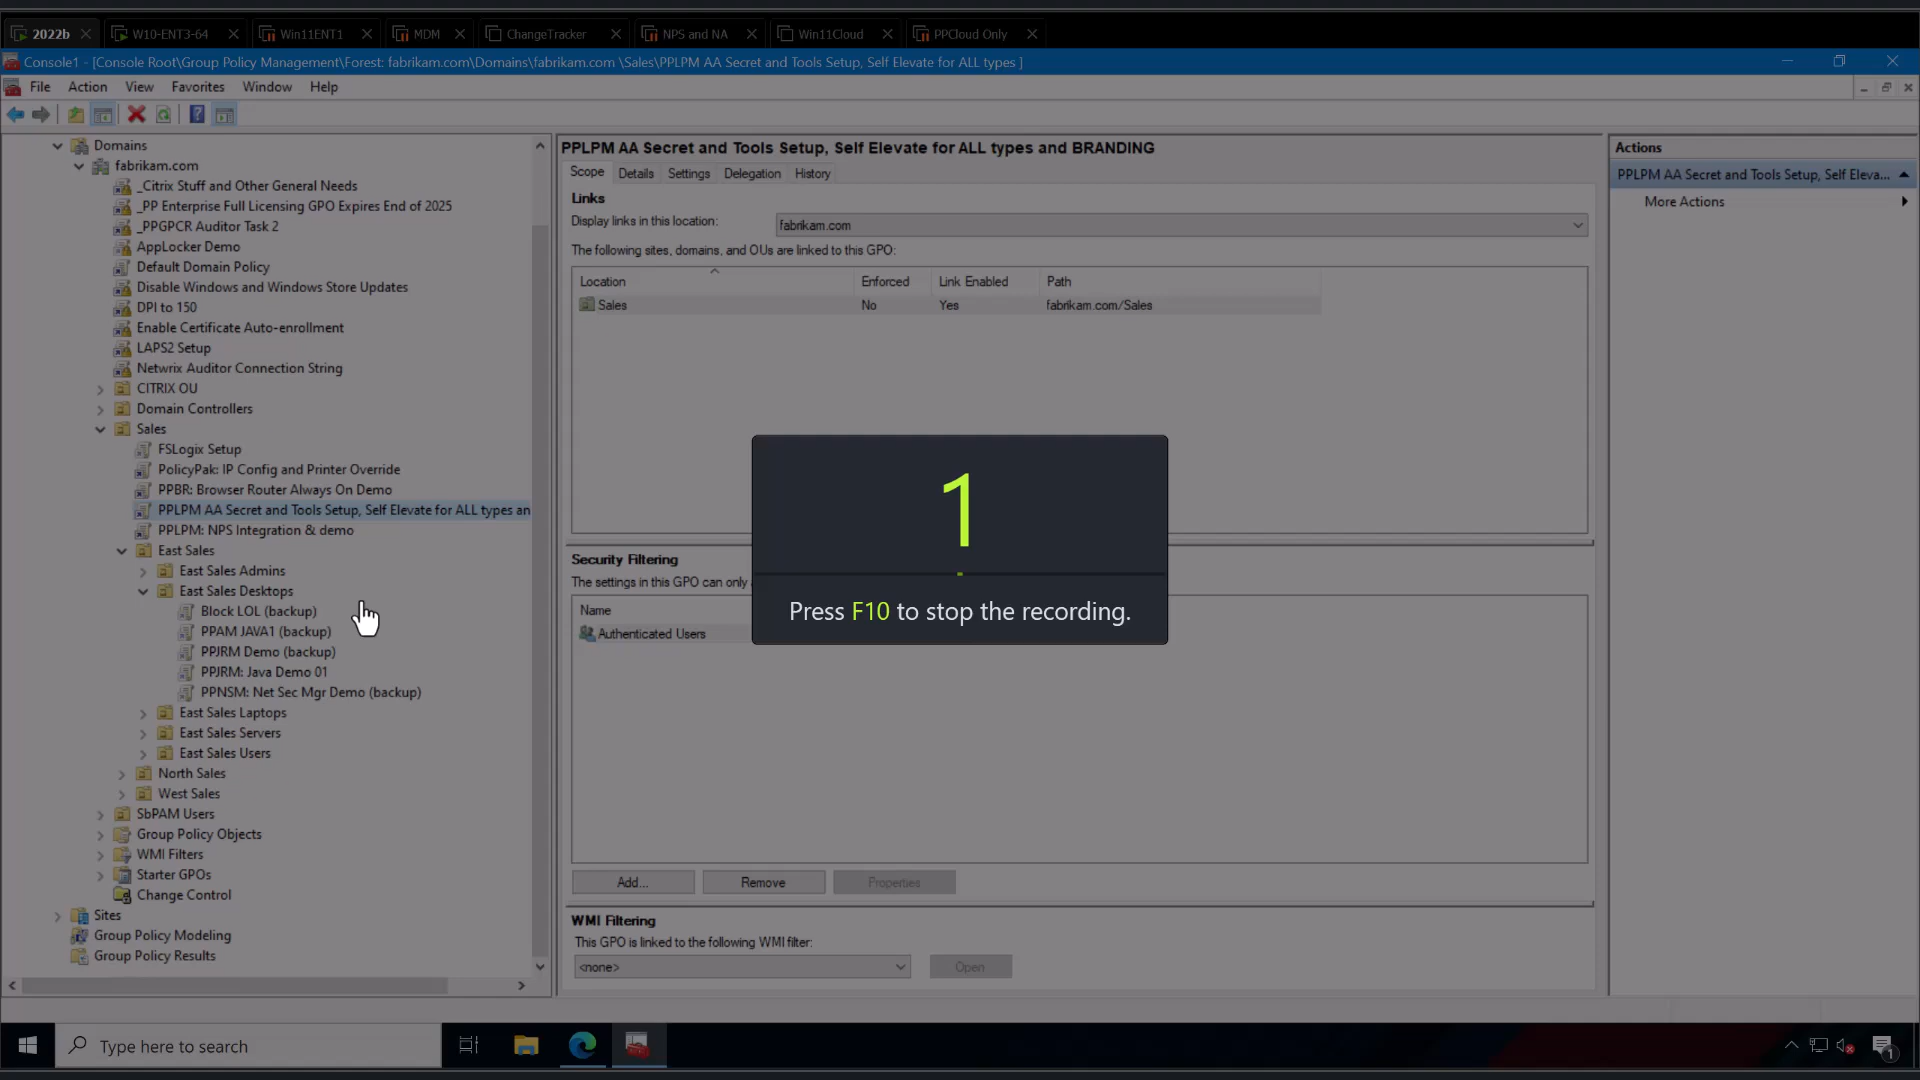 2022b
W10-ENT3-64
Win11ENT1
MDM
ChangeTracker
NPS and NA
Win11Cloud
PPCloud Only
Console1 - [Console Root\Group Policy Management\Forest: fabrikam.com\Domains\fabrikam.com \Sales\PPLPM AA Secret and Tools Setup, Self Elevate for ALL types ]
File Action View Favorites Window Help
Domains
fabrikam.com
_Citrix Stuff and Other General Needs
_PP Enterprise Full Licensing GPO Expires End of 2025
_PPGPCR Auditor Task 2
AppLocker Demo
Default Domain Policy
Disable Windows and Windows Store Updates
DPI to 150
Enable Certificate Auto-enrollment
LAPS2 Setup
Netwrix Auditor Connection String
CITRIX OU
Domain Controllers
Sales
FSLogix Setup
PolicyPak: IP Config and Printer Override
PPBR: Browser Router Always On Demo
PPLPM AA Secret and Tools Setup, Self Elevate for ALL types an
PPLPM: NPS Integration & demo
East Sales
East Sales Admins
East Sales Desktops
Block LOL (backup)
PPAM JAVA1 (backup)
PPJRM Demo (backup)
PPJRM: Java Demo 01
PPNSM: Net Sec Mgr Demo (backup)
East Sales Laptops
East Sales Servers
East Sales Users
North Sales
West Sales
SbPAM Users
Group Policy Objects
WMI Filters
Starter GPOs
Change Control
Sites
Group Policy Modeling
Group Policy Results
PPLPM AA Secret and Tools Setup, Self Elevate for ALL types and BRANDING
Scope Details Settings Delegation History
Links
Display links in this location: fabrikam.com
The following sites, domains, and OUs are linked to this GPO:
Location Enforced Link Enabled Path
Sales No Yes fabrikam.com/Sales
Security Filtering
The settings in this GPO can only
Name
Authenticated Users
Add... Remove Properties
WMI Filtering
This GPO is linked to the following WMI filter:
<none> Open
1
Press F10 to stop the recording.
Actions
PPLPM AA Secret and Tools Setup, Self Eleva...
More Actions
Type here to search
1